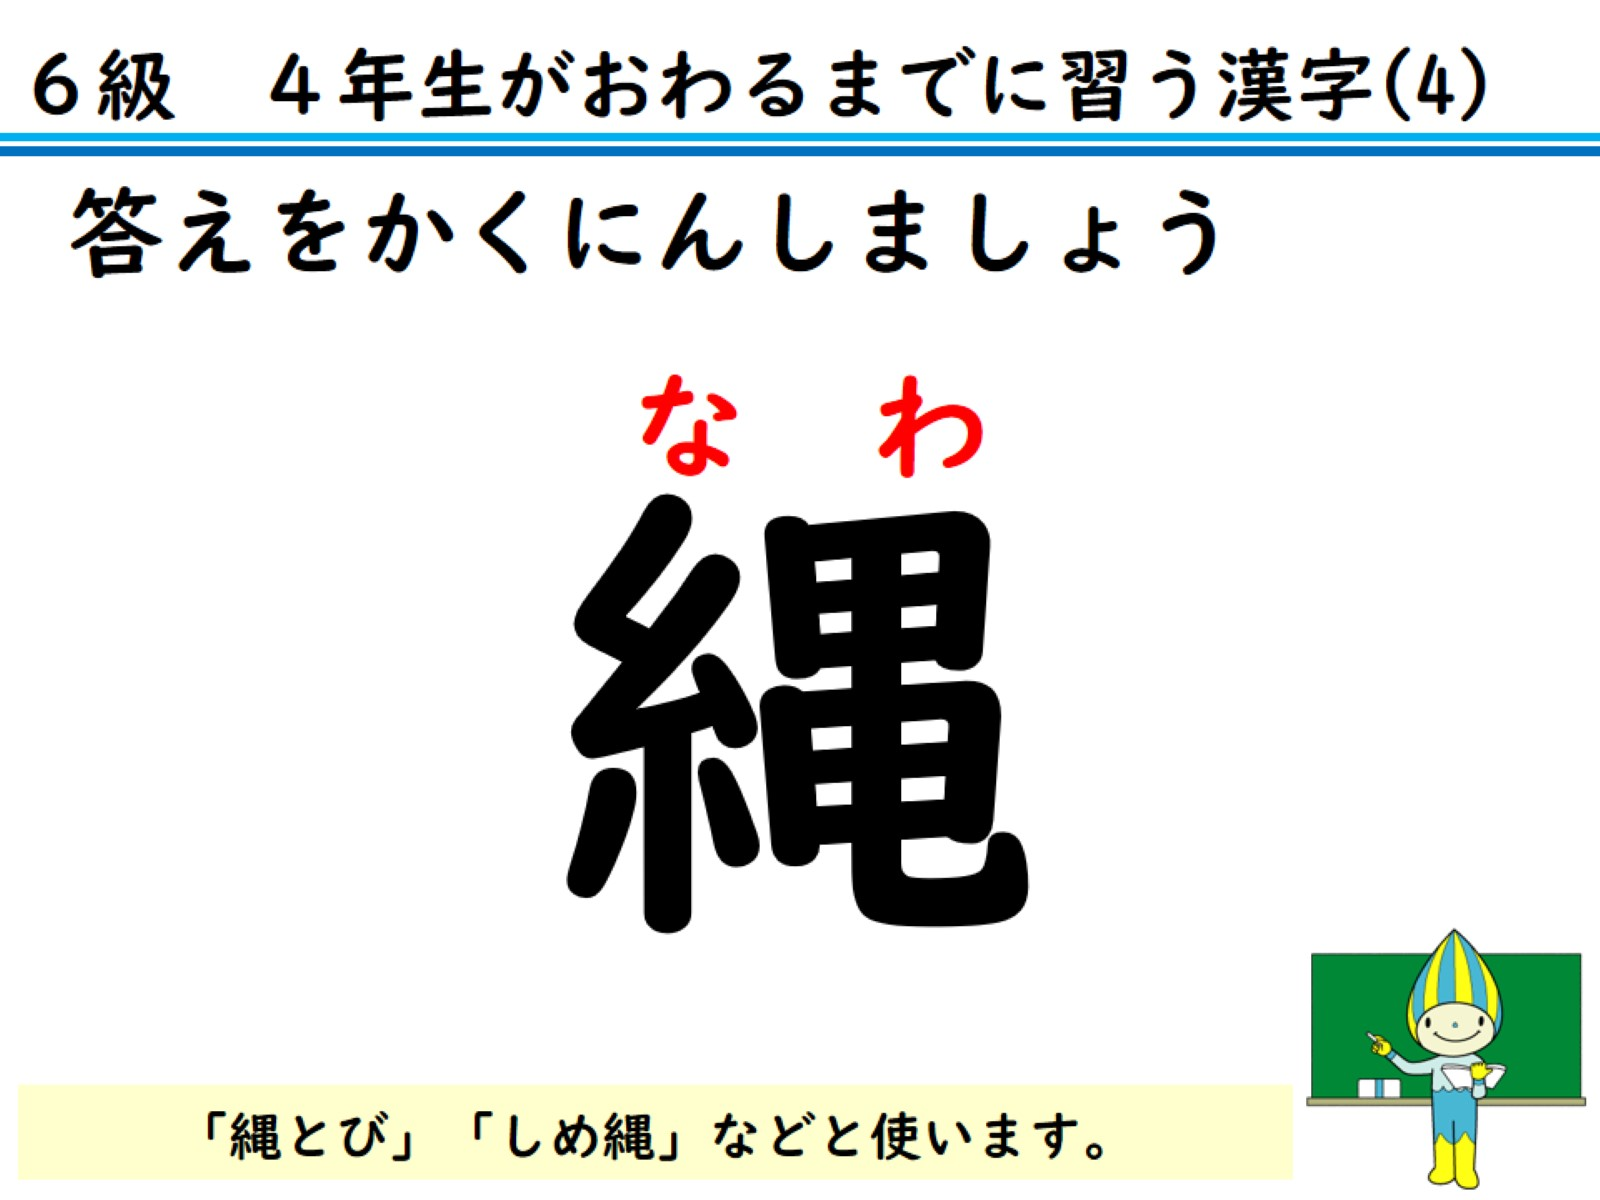 ６級　４年生がおわるまでに習う漢字(4)
答えをかくにんしましょう
なわ
縄
「縄とび」「しめ縄」などと使います。